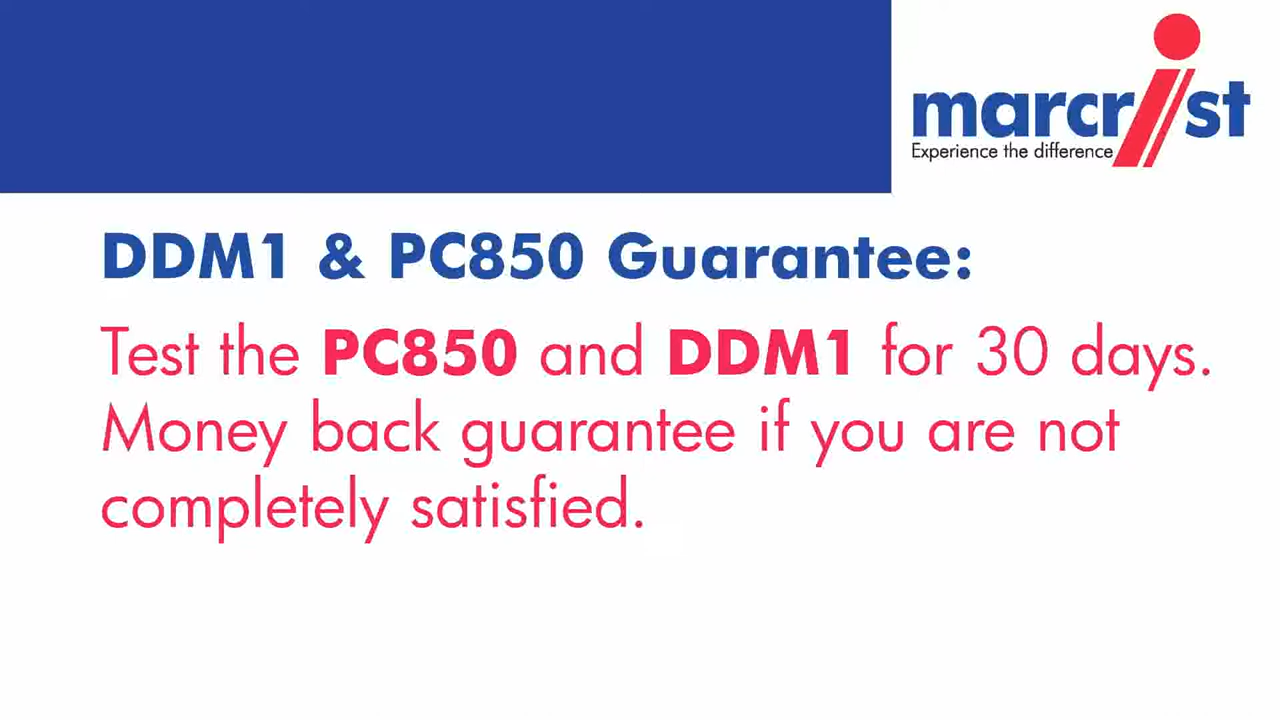 marcrist
Experience the difference
DDM1 & PC850 Guarantee:
Test the PC850 and DDM1 for 30 days.
Money back guarantee if you are not
completely satisfied.